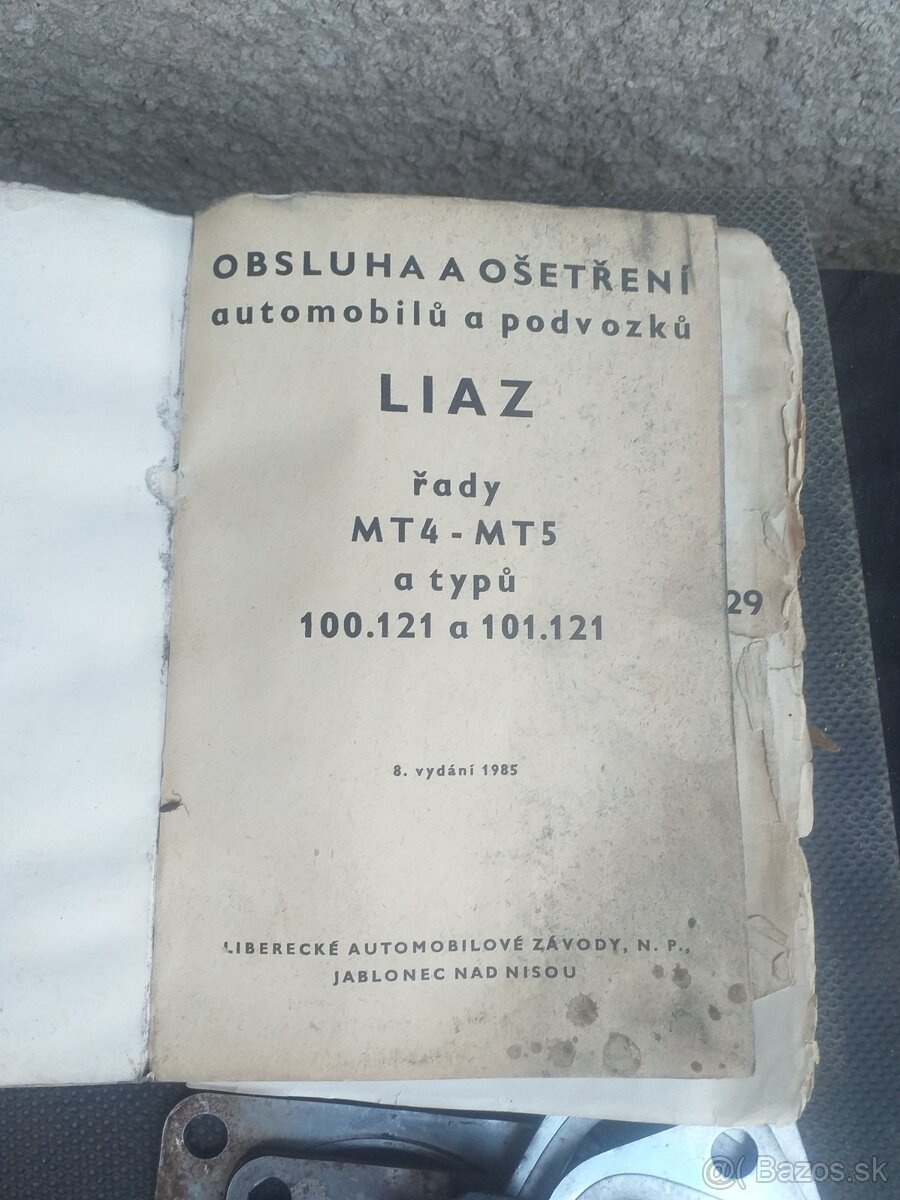 OBSLUHA A OŠETŘENÍ
automobilů a podvozků
LIAZ
řady
MT4 - MT5
a typů
100.121 a 101.121
29
8. vydání 1985
LIBERECKÉ AUTOMOBILOVÉ ZÁVODY, N. P.,
JABLONEC NAD NISOU
@( Bazos.sk